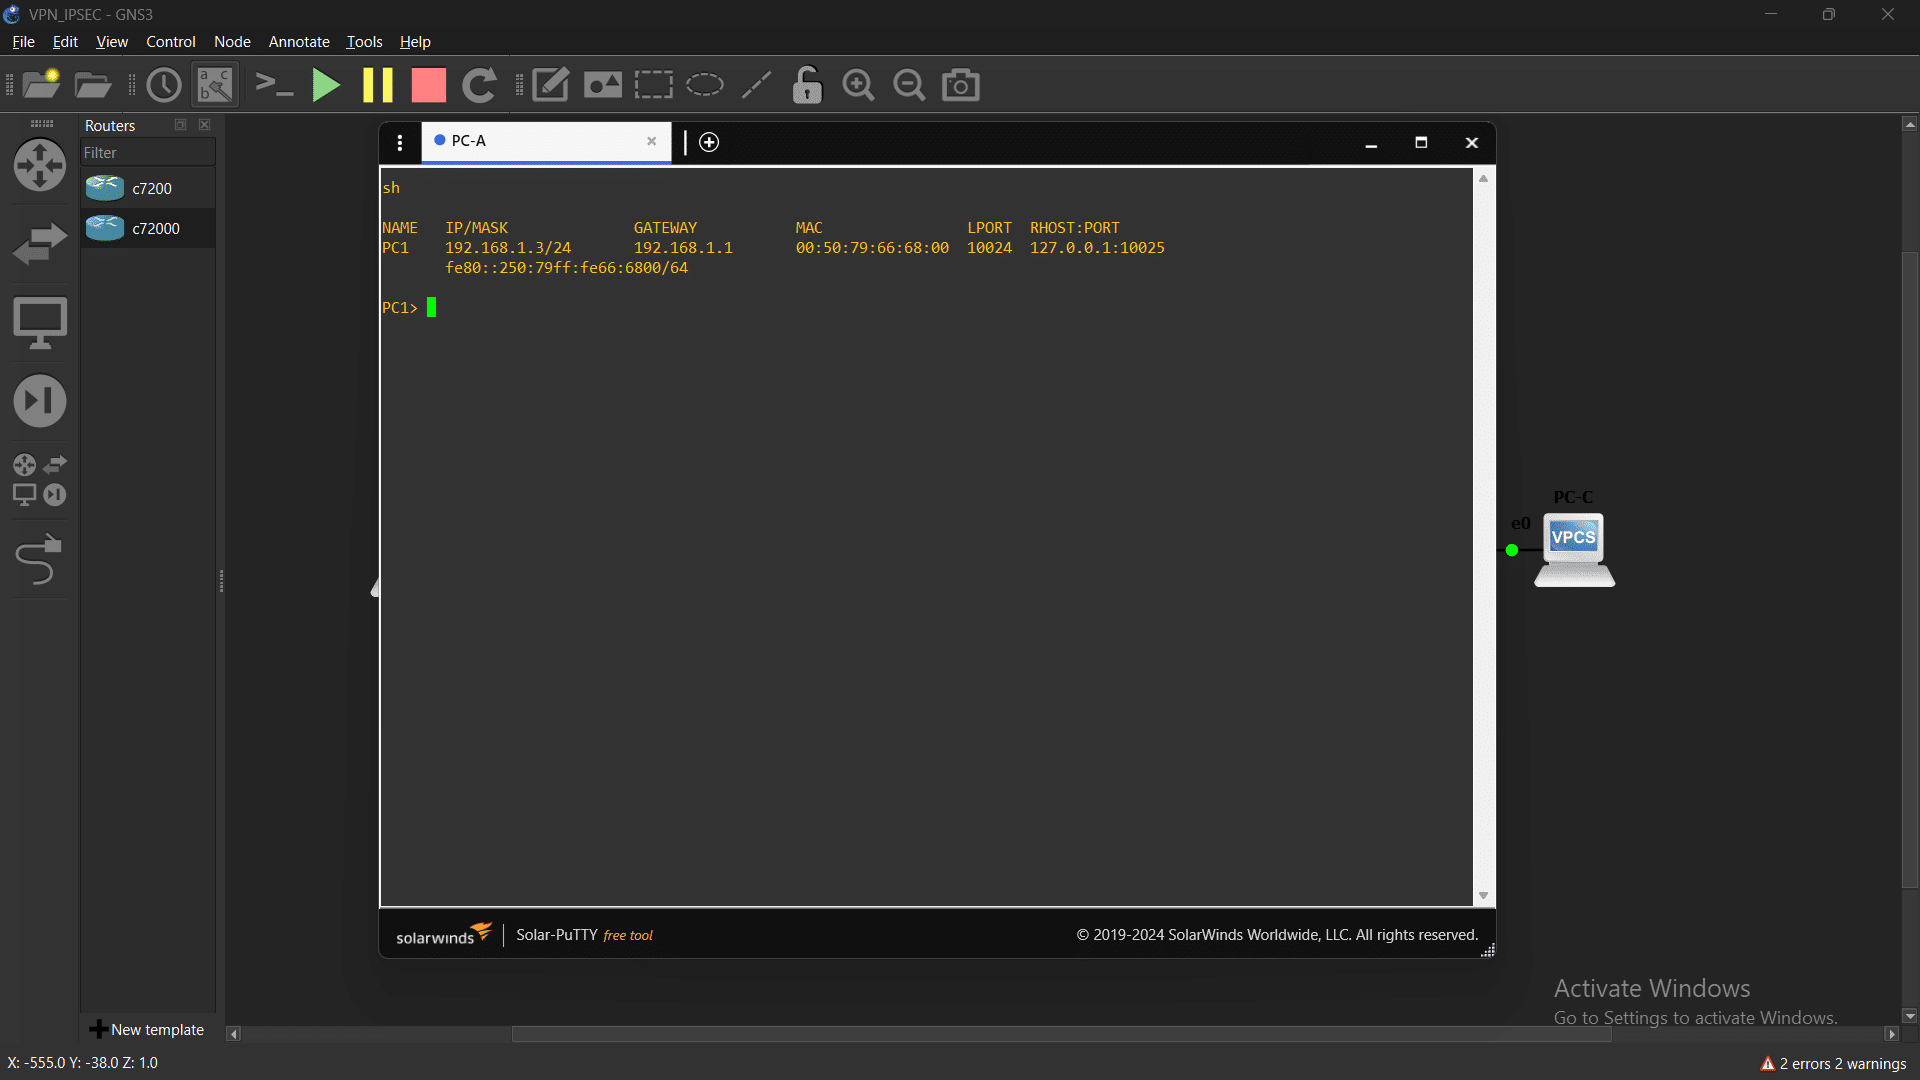 VPN_IPSEC - GNS3
File Edit View Control Node Annotate Tools Help
a c
b
Routers
Filter
c7200
c72000
New template
PC-A
sh
NAME IP/MASK GATEWAY MAC LPORT RHOST:PORT
PC1 192.168.1.3/24 192.168.1.1 00:50:79:66:68:00 10024 127.0.0.1:10025
fe80::250:79ff:fe66:6800/64
PC1>
PC-C
e0
VPCS
solarwinds Solar-PuTTY free tool © 2019-2024 SolarWinds Worldwide, LLC. All rights reserved.
Activate Windows
Go to Settings to activate Windows.
X: -555.0 Y: -38.0 Z: 1.0
2 errors 2 warnings